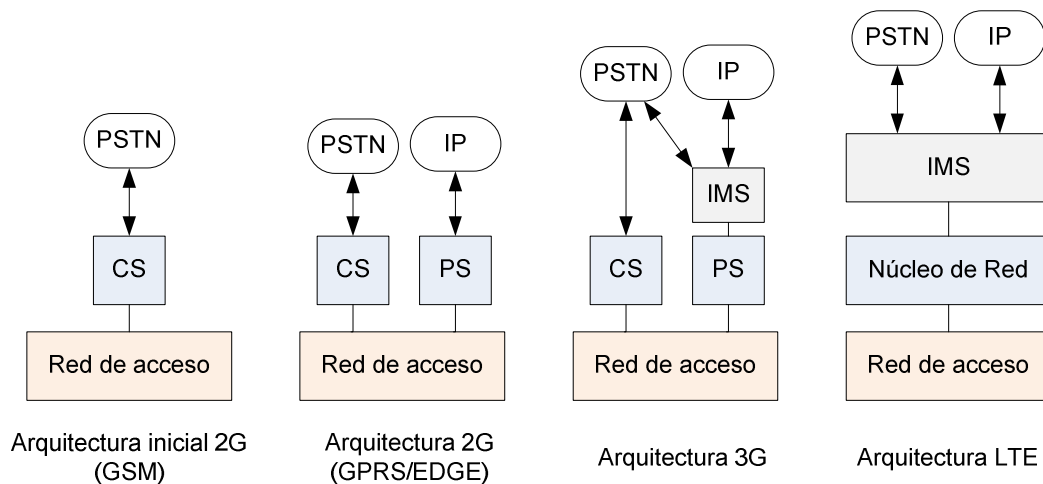 PSTN
CS
Red de acceso
Arquitectura inicial 2G
(GSM)
PSTN
IP
CS
PS
Red de acceso
Arquitectura 2G
(GPRS/EDGE)
PSTN
IP
IMS
CS
PS
Red de acceso
Arquitectura 3G
PSTN
IP
IMS
Núcleo de Red
Red de acceso
Arquitectura LTE